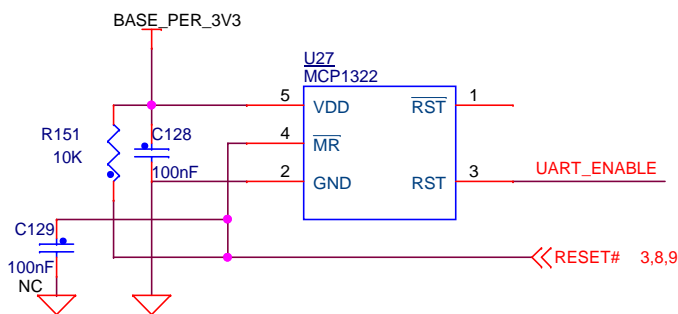 BASE_PER_3V3
U27
MCP1322
5 VDD RST 1
4 MR
2 GND RST 3
UART_ENABLE
R151
10K
C128
100nF
C129
100nF
NC
RESET# 3,8,9